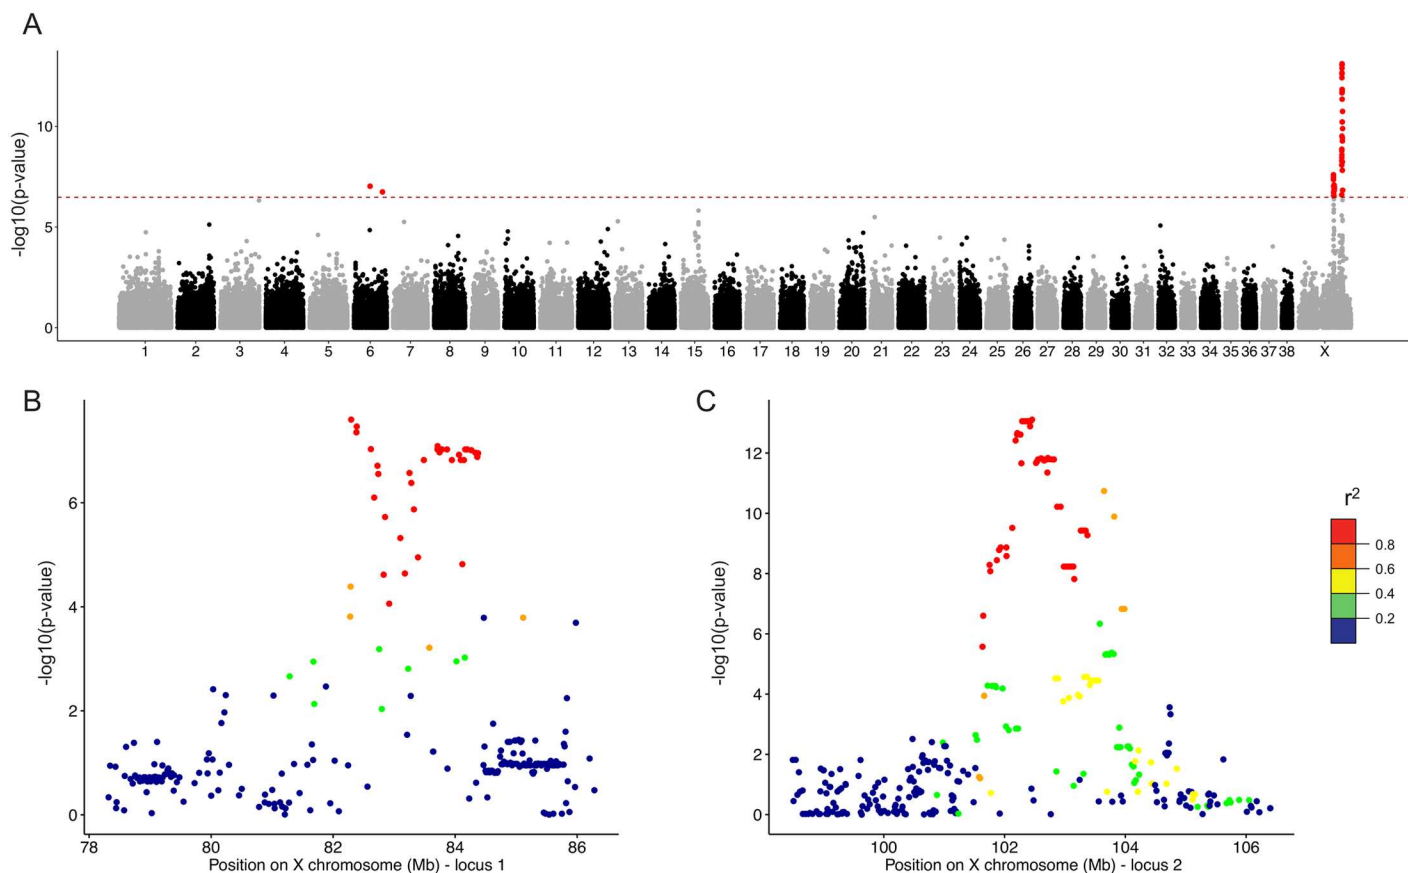 A
-log10(p-value)
10
5
0
1 2 3 4 5 6 7 8 9 10 11 12 13 14 15 16 17 18 19 20 21 22 23 24 25 26 27 28 29 30 31 32 33 34 35 36 37 38 X
B
-log10(p-value)
6
4
2
0
78 80 82 84 86
Position on X chromosome (Mb) - locus 1
C
-log10(p-value)
12
10
8
6
4
2
0
100 102 104 106
Position on X chromosome (Mb) - locus 2
r²
0.8
0.6
0.4
0.2